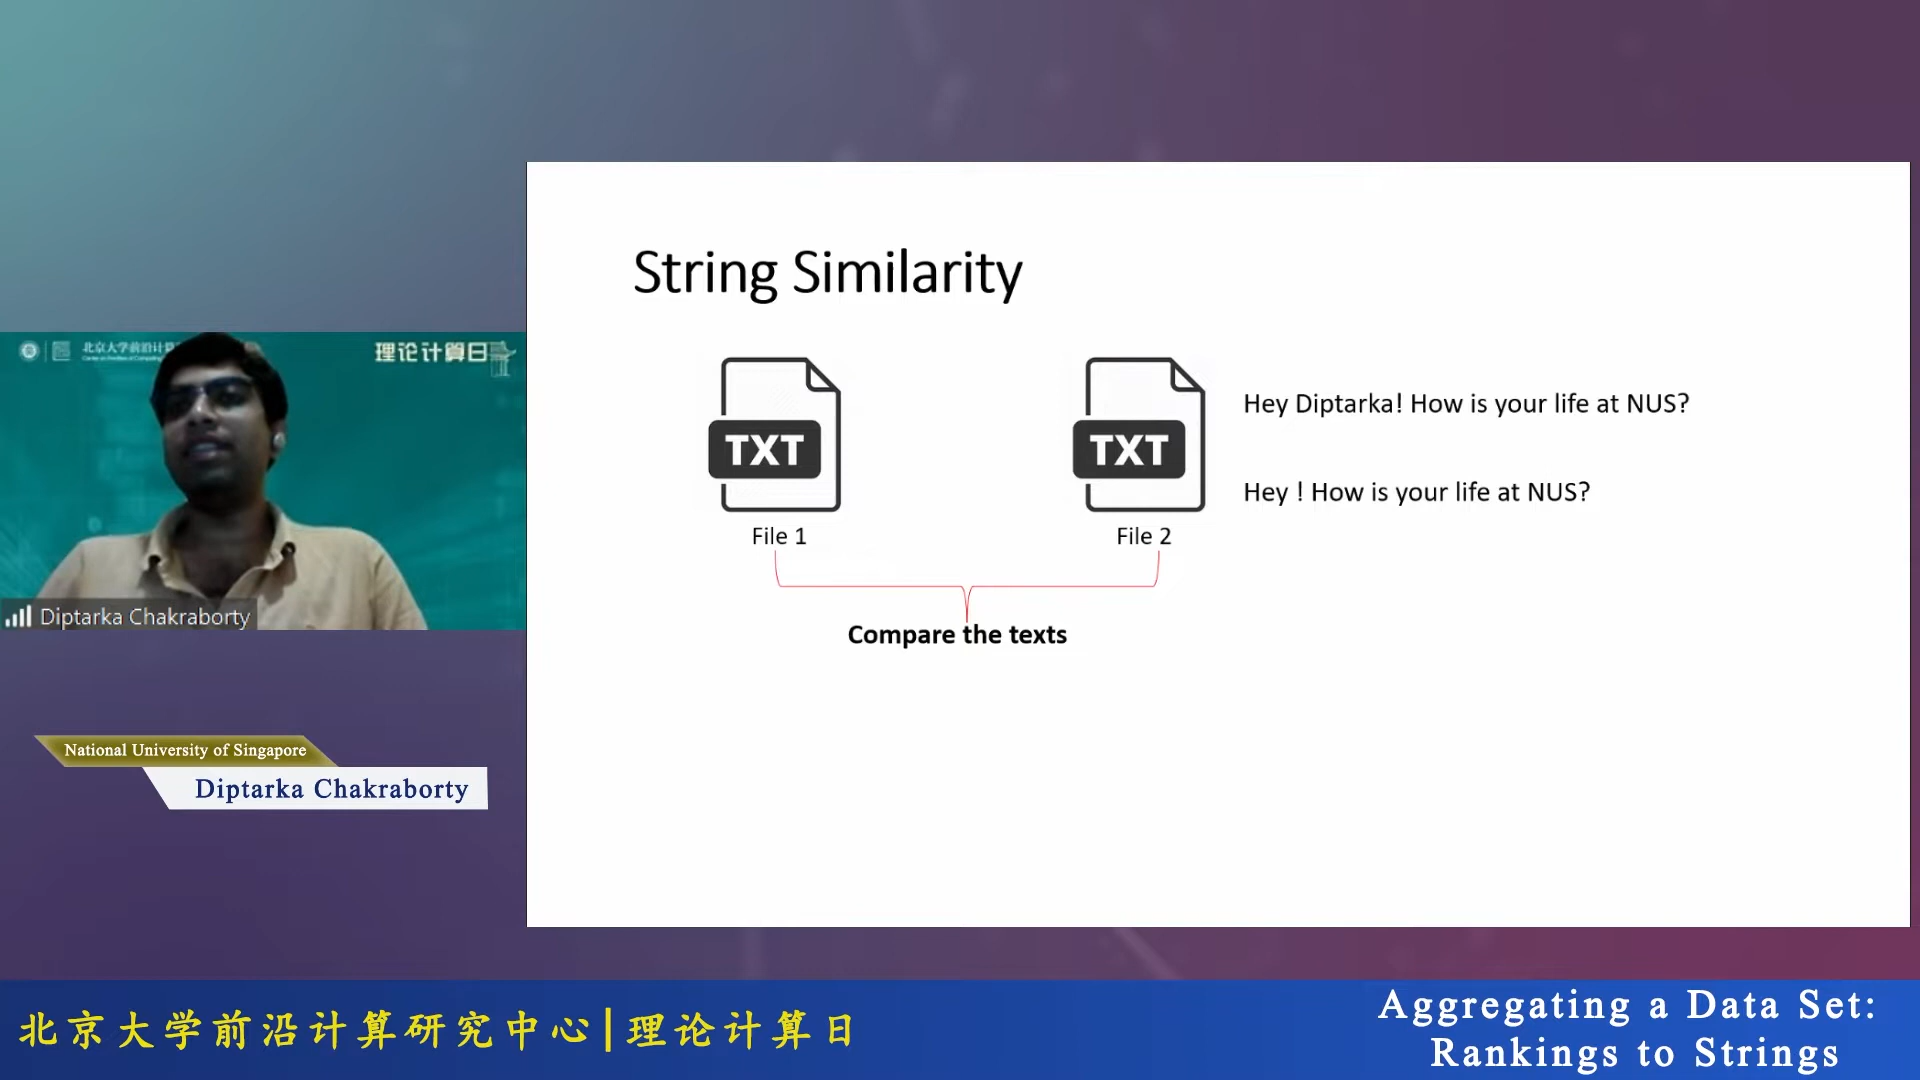 String Similarity
TXT
TXT
Hey Diptarka! How is your life at NUS?
Hey ! How is your life at NUS?
File 1
File 2
Compare the texts
理论计算日
Diptarka Chakraborty
National University of Singapore
Diptarka Chakraborty
北京大学前沿计算研究中心|理论计算日
Aggregating a Data Set:
Rankings to Strings